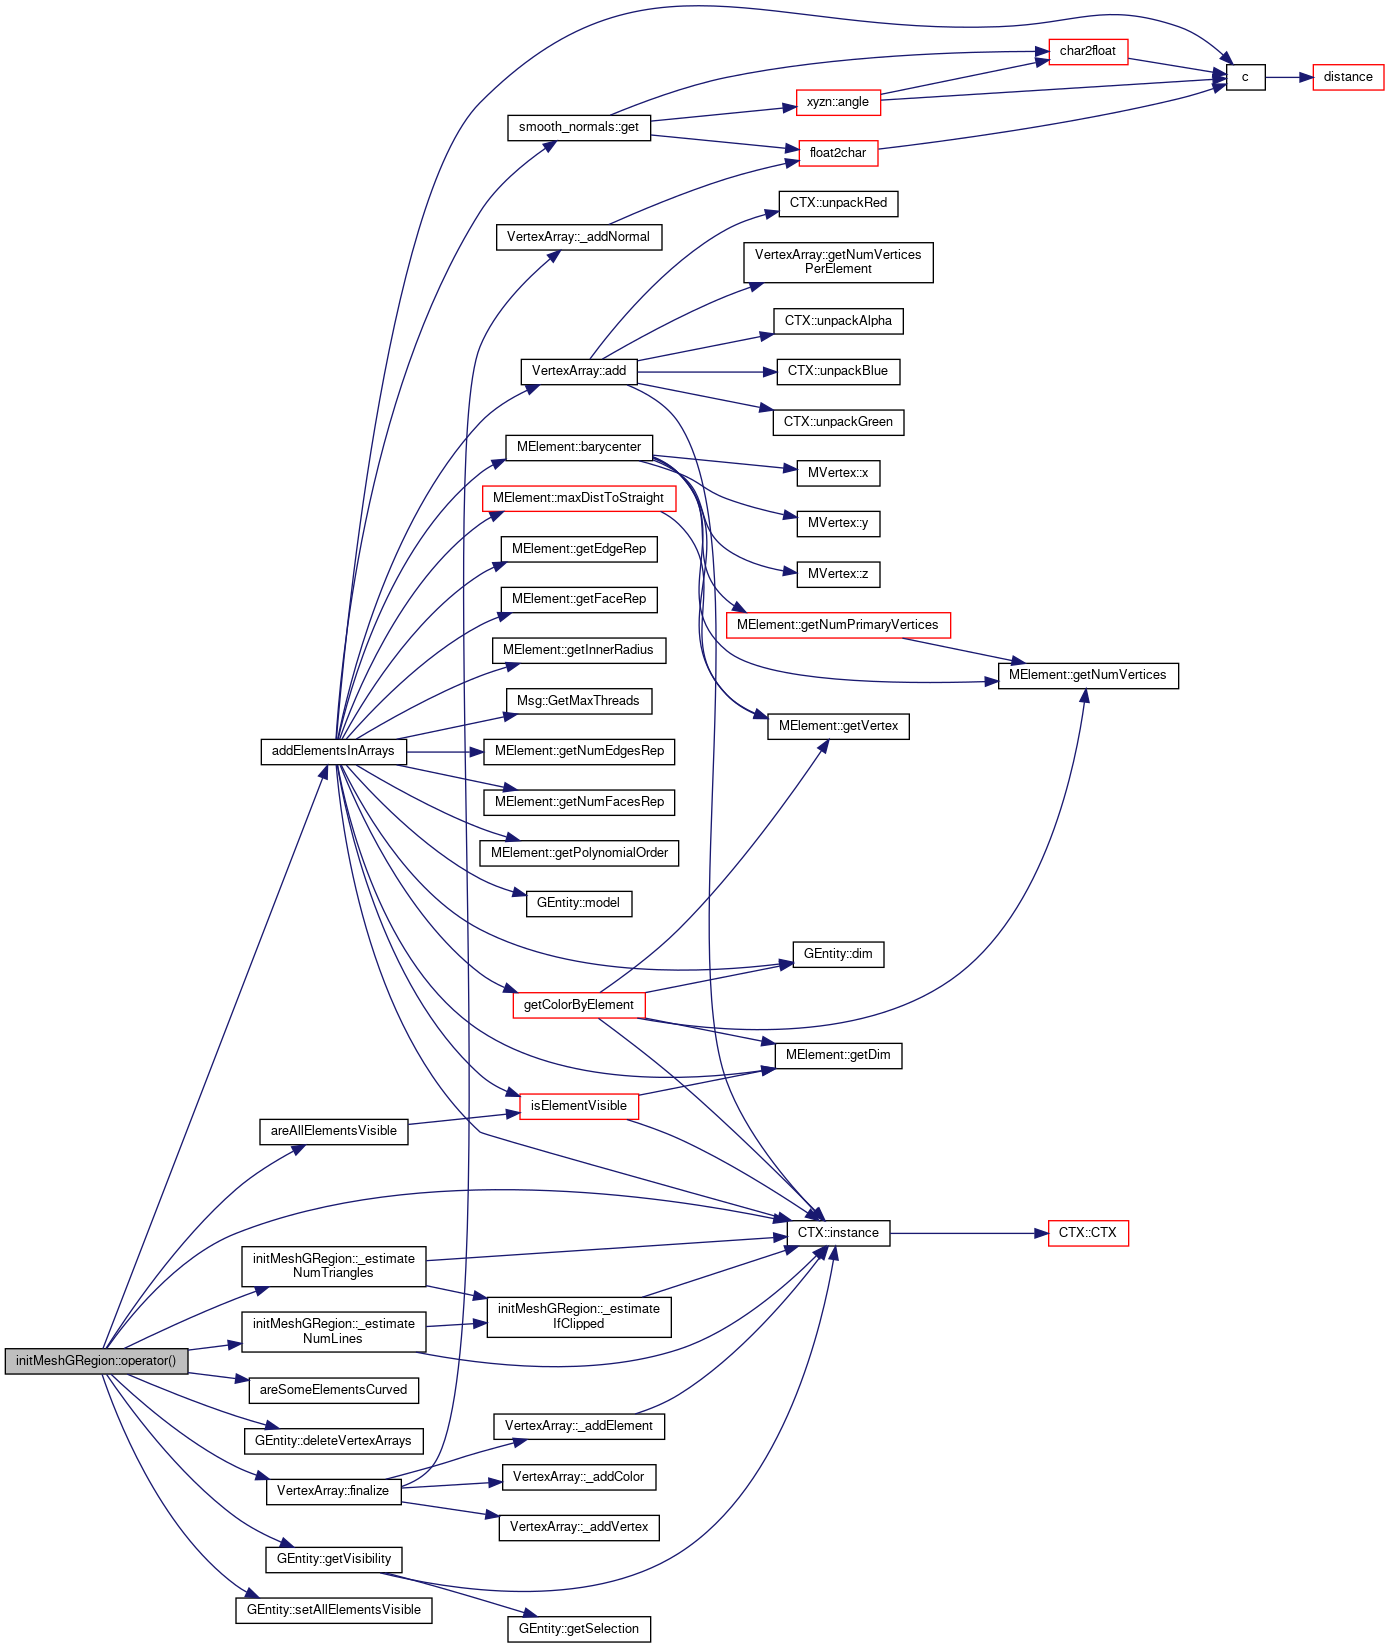 char2float
c
distance
xyzn::angle
smooth_normals::get
float2char
CTX::unpackRed
VertexArray::_addNormal
VertexArray::getNumVertices
PerElement
CTX::unpackAlpha
VertexArray::add
CTX::unpackBlue
CTX::unpackGreen
MElement::barycenter
MVertex::x
MElement::maxDistToStraight
MVertex::y
MElement::getEdgeRep
MVertex::z
MElement::getFaceRep
MElement::getNumPrimaryVertices
MElement::getInnerRadius
MElement::getNumVertices
Msg::GetMaxThreads
MElement::getVertex
addElementsInArrays
MElement::getNumEdgesRep
MElement::getNumFacesRep
MElement::getPolynomialOrder
GEntity::model
GEntity::dim
getColorByElement
MElement::getDim
isElementVisible
areAllElementsVisible
CTX::instance
CTX::CTX
initMeshGRegion::_estimate
NumTriangles
initMeshGRegion::_estimate
IfClipped
initMeshGRegion::_estimate
NumLines
initMeshGRegion::operator()
areSomeElementsCurved
VertexArray::_addElement
GEntity::deleteVertexArrays
VertexArray::_addColor
VertexArray::finalize
VertexArray::_addVertex
GEntity::getVisibility
GEntity::setAllElementsVisible
GEntity::getSelection